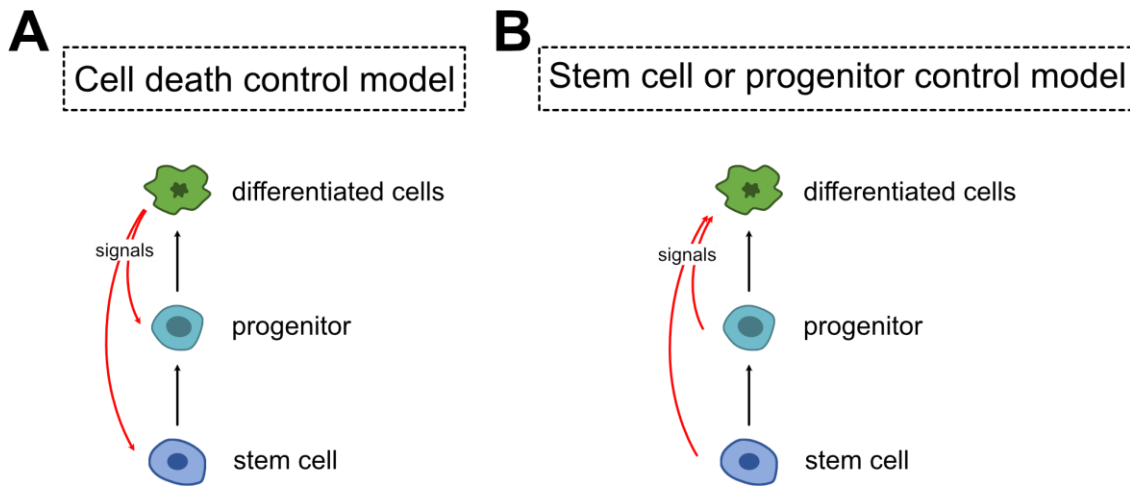 A
Cell death control model
differentiated cells
signals
progenitor
stem cell
B
Stem cell or progenitor control model
differentiated cells
signals
progenitor
stem cell